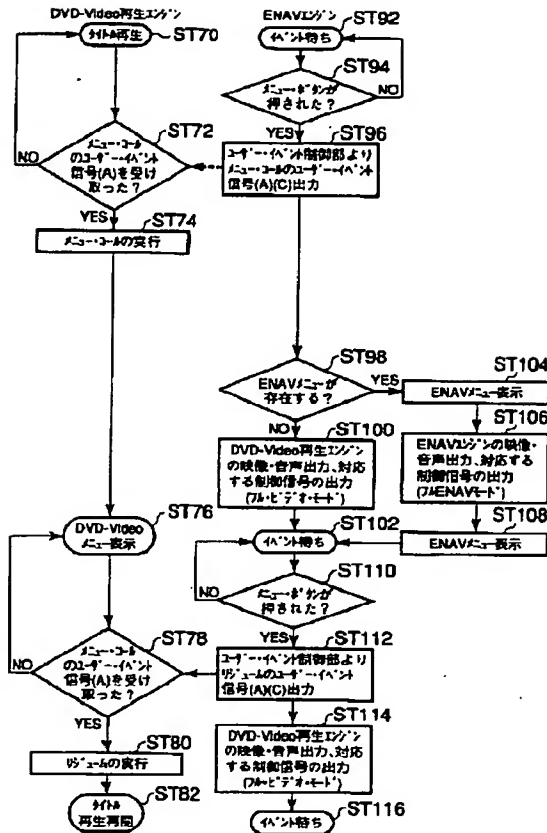 DVD-Video再生エンジン
タイトル再生
ST70
メニュー・コール
のユーザー・イベント
信号(A)を受け
取った?
ST72
NO
YES
ST74
メニュー・コールの実行
DVD-Video
メニュー表示
ST76
メニュー・コール
のユーザー・イベント
信号(A)を受け
取った?
ST78
NO
YES
ST80
リジュームの実行
タイトル
再生再開
ST82
ENAVエンジン
イベント待ち
ST92
メニュー・ボタンが
押された?
ST94
NO
YES
ST96
ユーザー・イベント制御部より
メニュー・コールのユーザー・イベント
信号(A)(C)出力
ENAVメニューが
存在する?
ST98
YES
NO
ST100
DVD-Video再生エンジン
の映像・音声出力、対応
する制御信号の出力
(フル・ビデオ・モード)
ST104
ENAVメニュー表示
ST106
ENAVエンジンの映像・
音声出力、対応する
制御信号の出力
(フルENAVモード)
ST108
ENAVメニュー表示
イベント待ち
ST102
メニュー・ボタンが
押された?
ST110
NO
YES
ST112
ユーザー・イベント制御部より
リジュームのユーザー・イベント
信号(A)(C)出力
ST114
DVD-Video再生エンジン
の映像・音声出力、対応
する制御信号の出力
(フル・ビデオ・モード)
イベント待ち
ST116